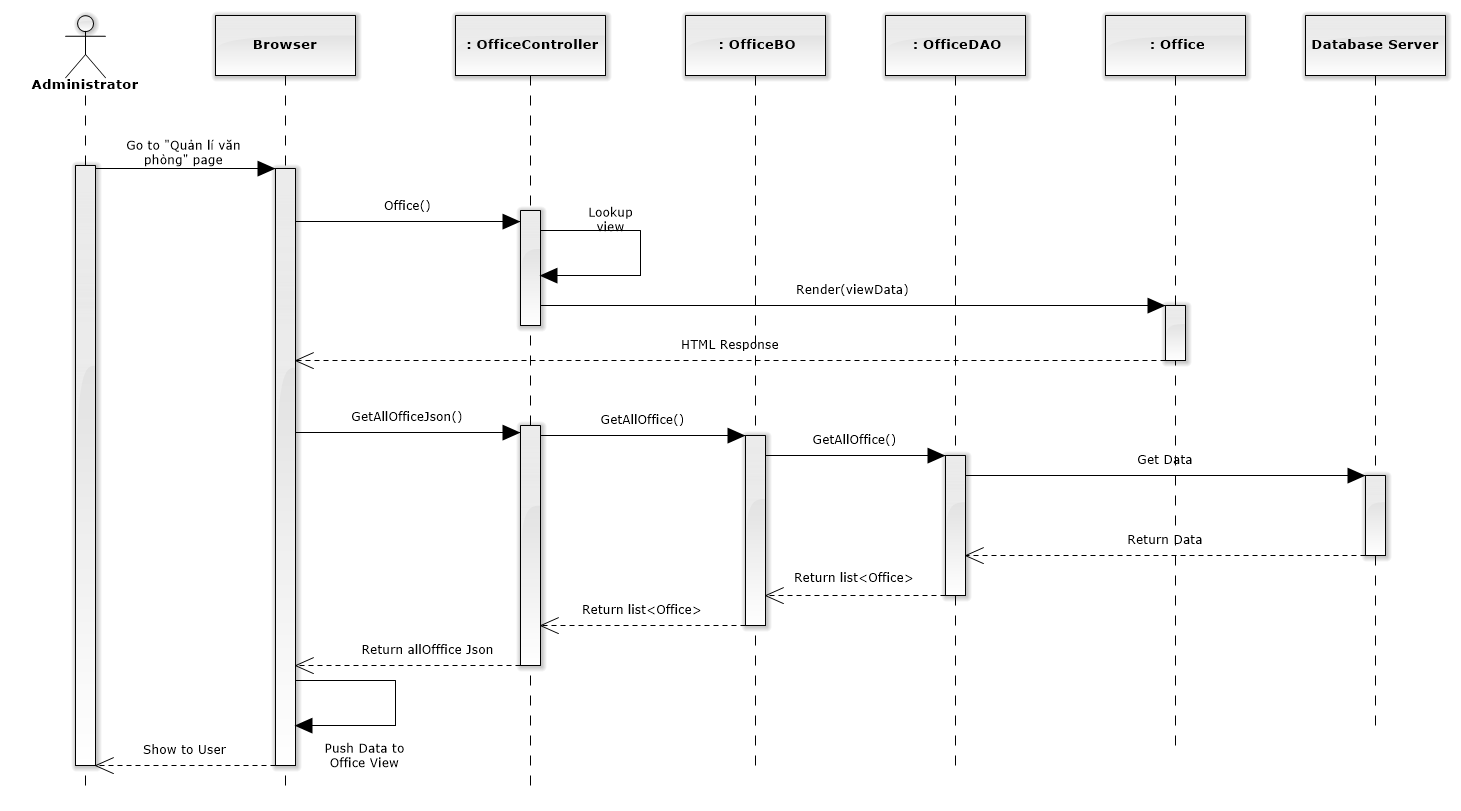 Administrator
Browser
: OfficeController
: OfficeBO
: OfficeDAO
: Office
Database Server
Go to "Quản lí văn
phòng" page
Office()
Lookup
view
Render(viewData)
HTML Response
GetAllOfficeJson()
GetAllOffice()
GetAllOffice()
Get Data
Return Data
Return list<Office>
Return list<Office>
Return allOfffice Json
Push Data to
Office View
Show to User